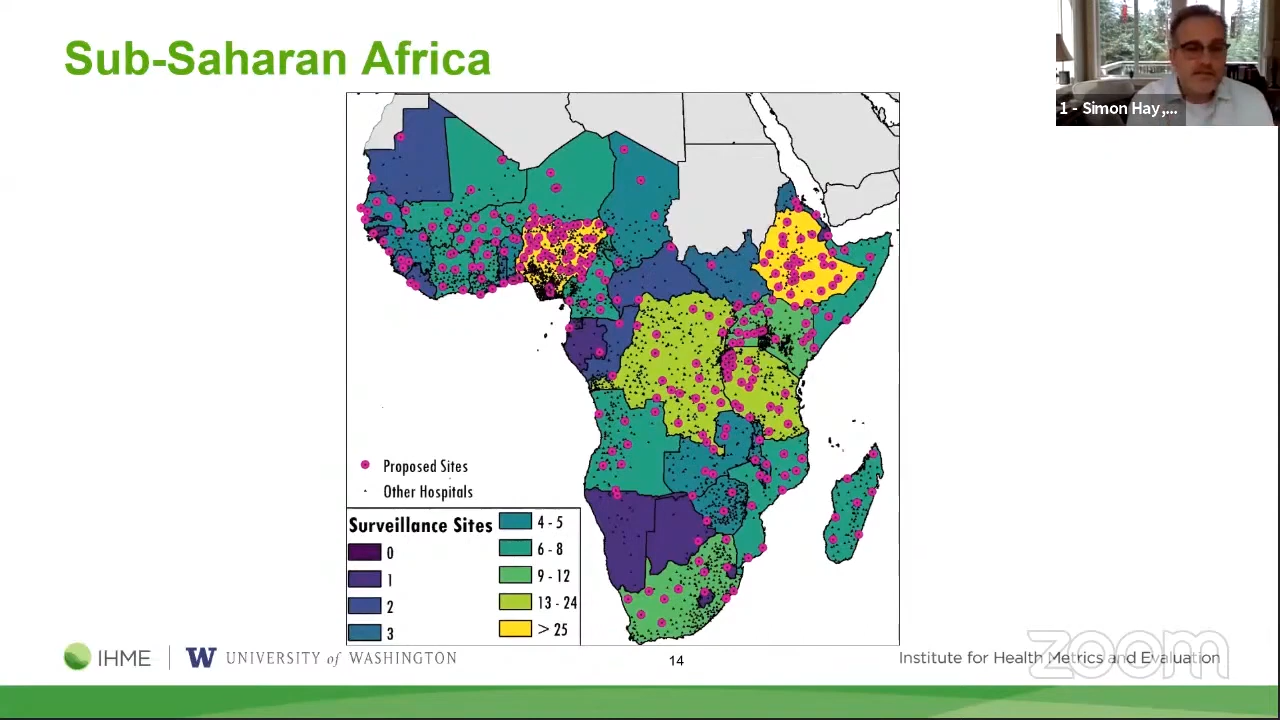 Sub-Saharan Africa
1 - Simon Hay,...
Proposed Sites
Other Hospitals
Surveillance Sites
0
1
2
3
4 - 5
6 - 8
9 - 12
13 - 24
> 25
IHME
W UNIVERSITY of WASHINGTON
14
Institute for Health Metrics and Evaluation
zoom